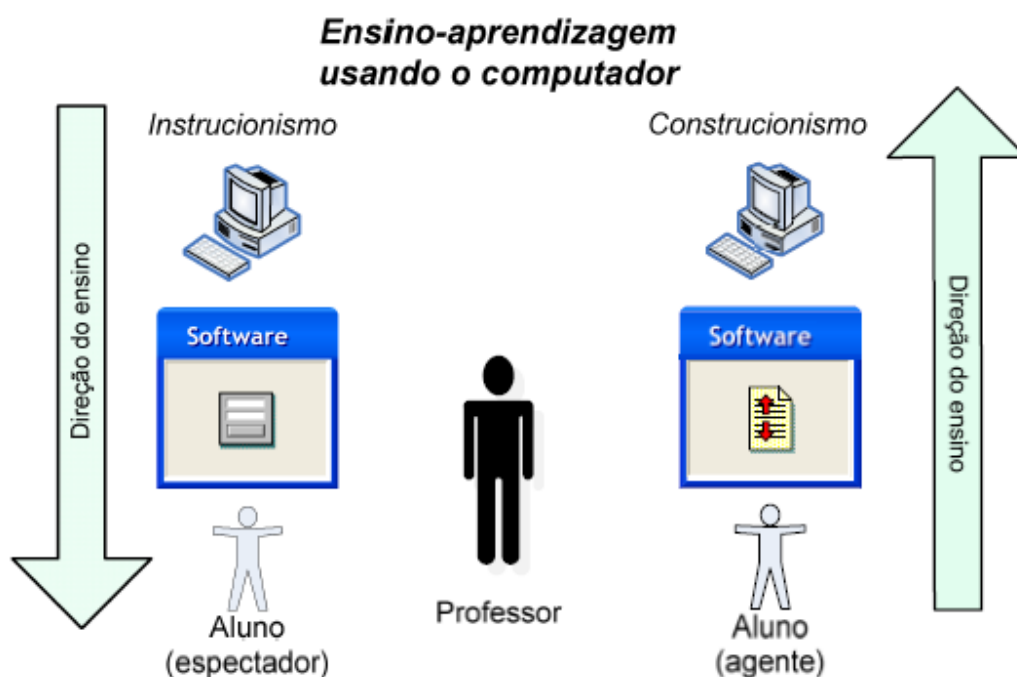 Ensino-aprendizagem
usando o computador
Instrucionismo
Construcionismo
Direção do ensino
Software
Software
Direção do ensino
Aluno
(espectador)
Professor
Aluno
(agente)